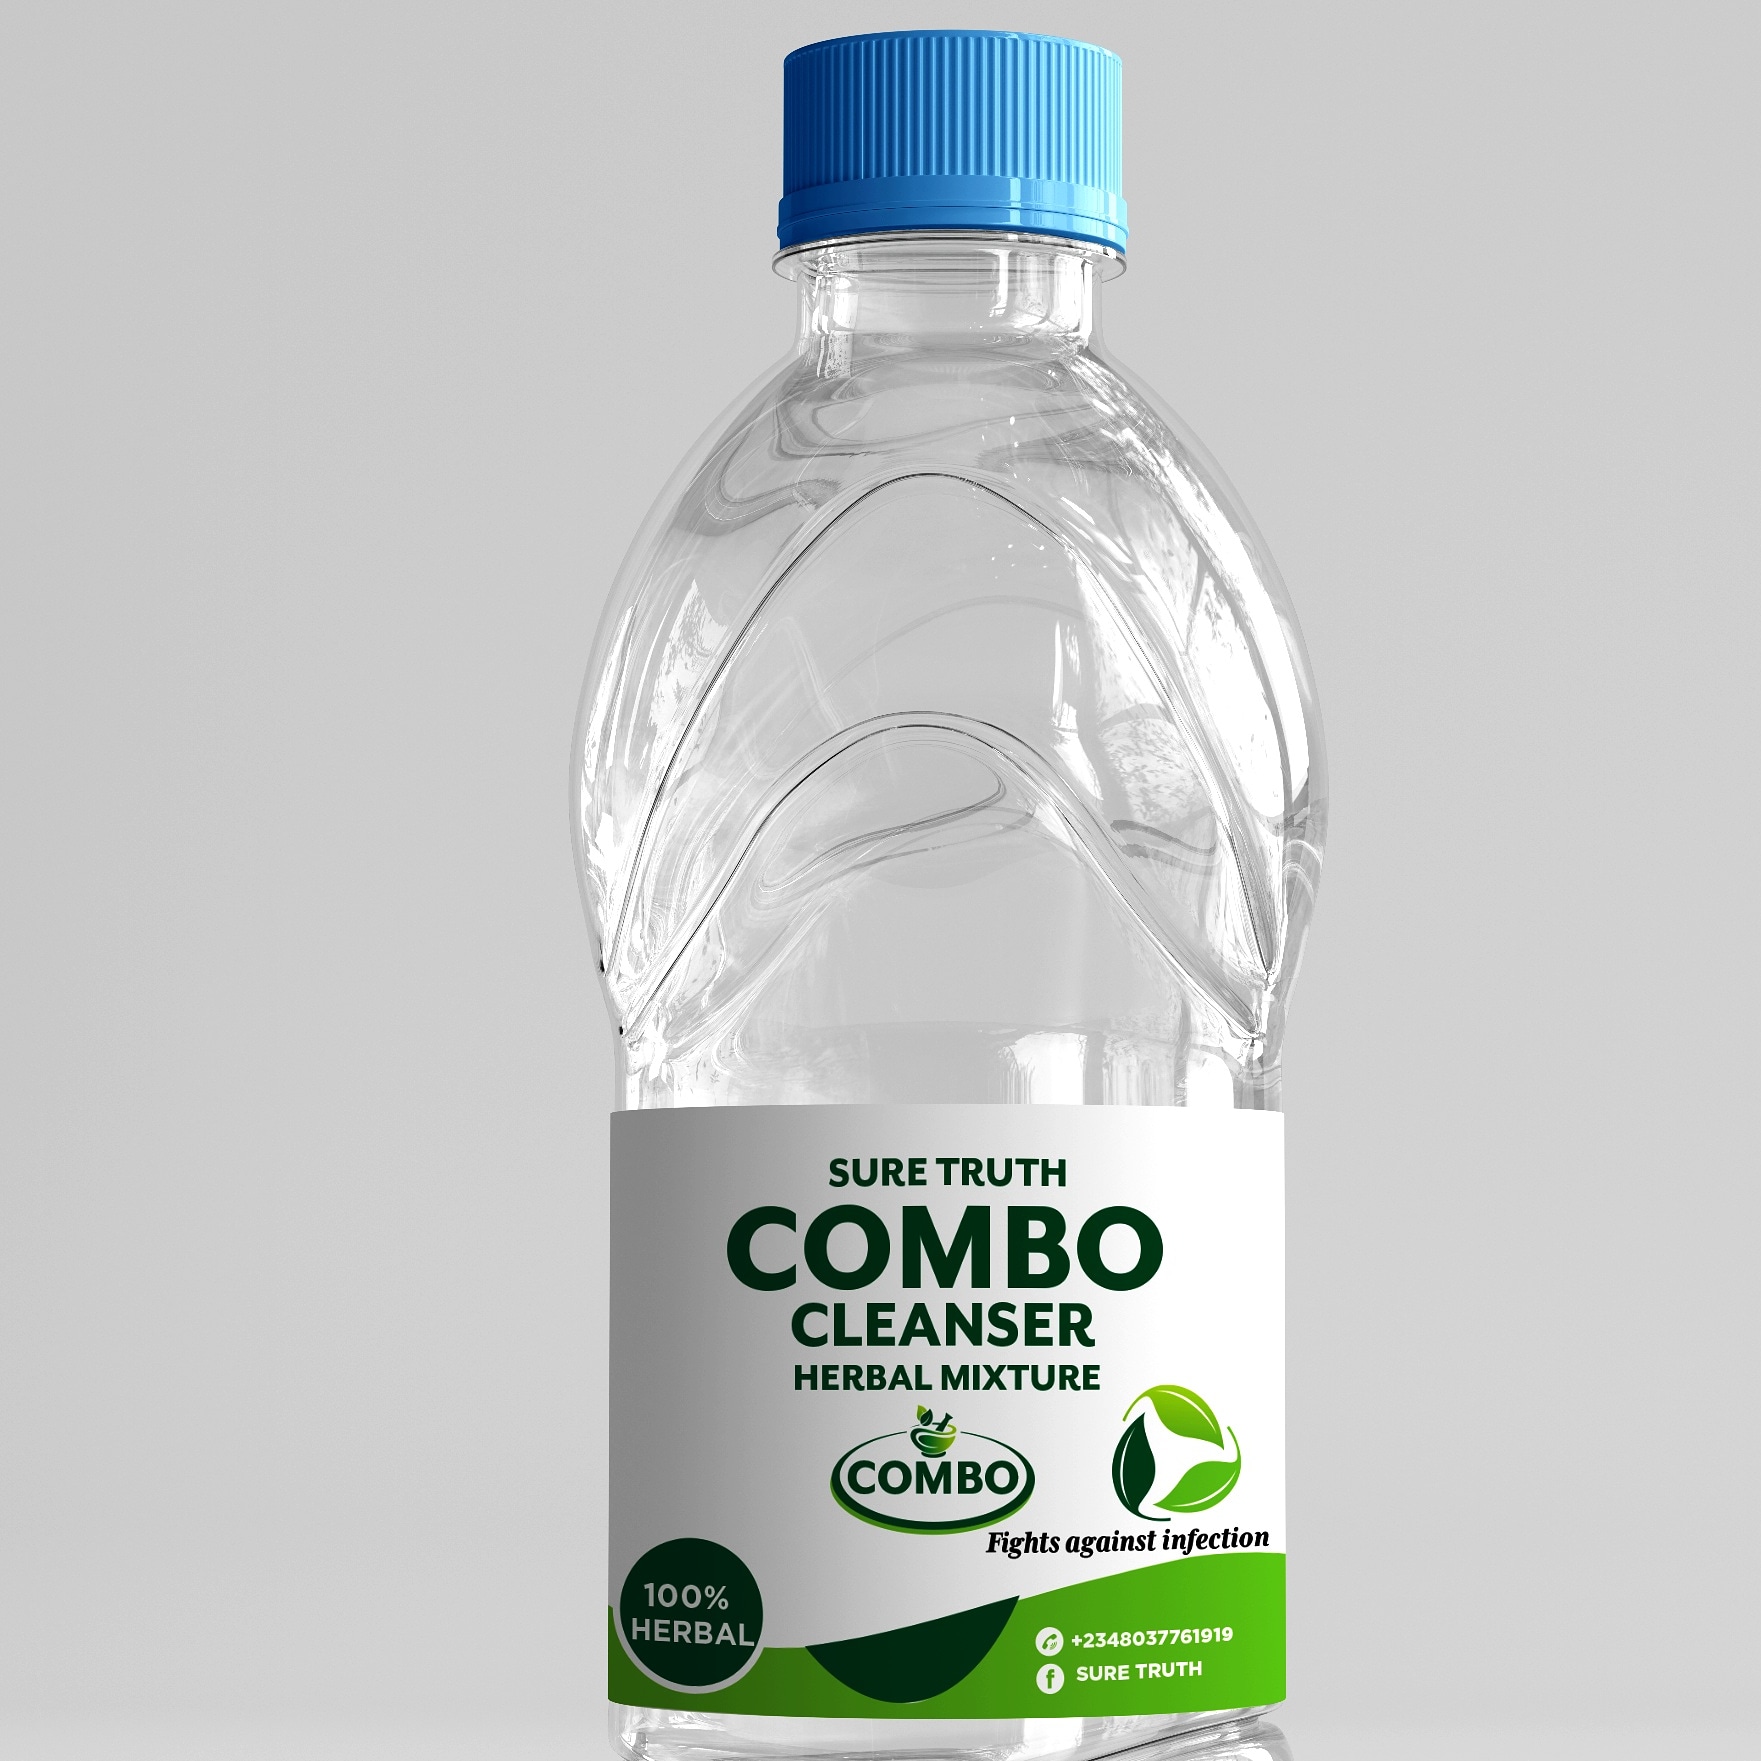 SURE TRUTH
COMBO
CLEANSER
HERBAL MIXTURE
COMBO
Fights against infection
100%
HERBAL
+2348037761919
f
SURE TRUTH